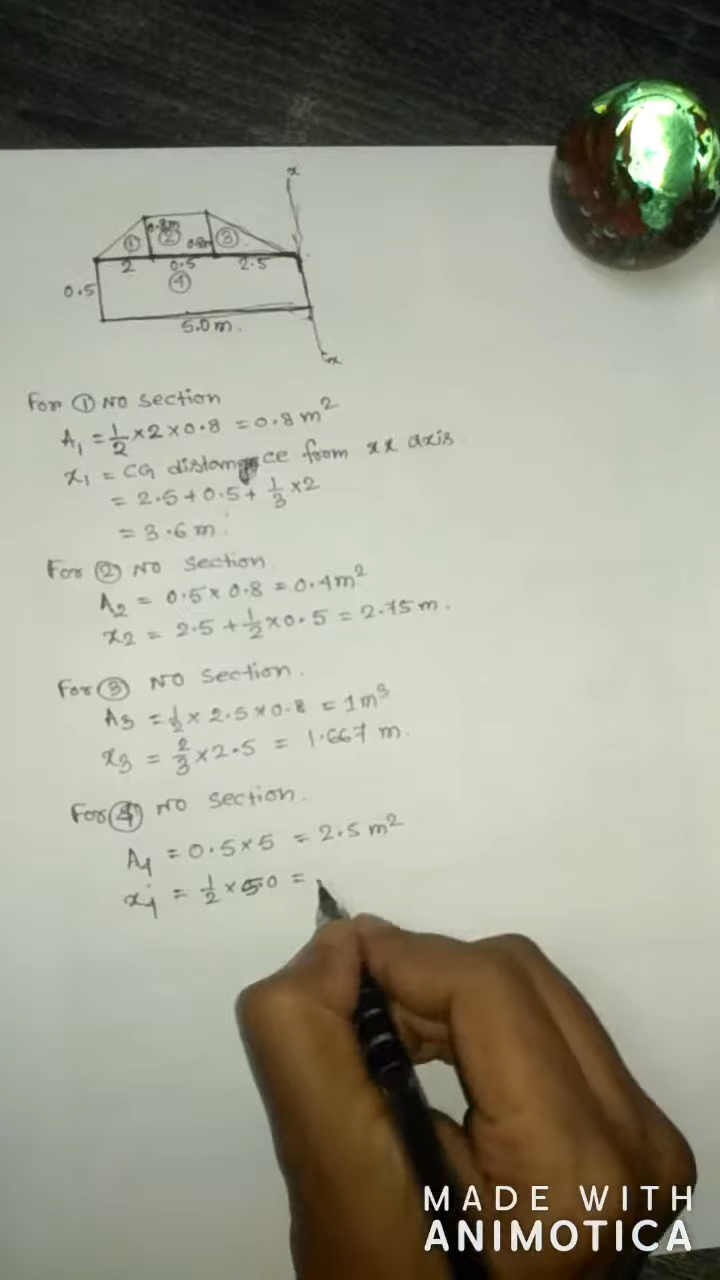 x
0.8m
① ② 0.8m ③
2 0.5 2.5
0.5 ④
5.0 m.
x
For ① NO section
A₁ = 1/2 × 2 × 0.8 = 0.8 m²
x₁ = CG distance from xx axis
= 2.5 + 0.5 + 1/3 × 2
= 3.6 m.
For ② NO section
A₂ = 0.5 × 0.8 = 0.4 m²
x₂ = 2.5 + 1/2 × 0.5 = 2.75 m.
For ③ NO section.
A₃ = 1/2 × 2.5 × 0.8 = 1 m³
x₃ = 2/3 × 2.5 = 1.667 m.
For ④ NO section.
A₄ = 0.5 × 5 = 2.5 m²
x₄ = 1/2 × 5.0 =
MADE WITH
ANIMOTICA